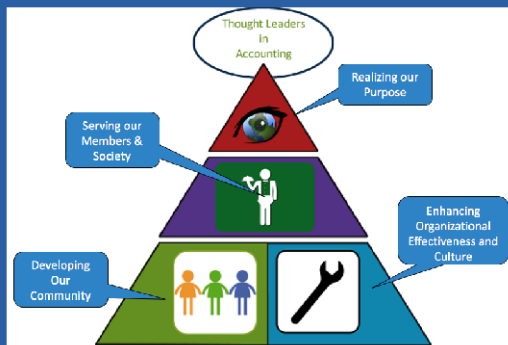 Thought Leaders
in
Accounting
Realizing our
Purpose
Serving our
Members &
Society
Enhancing
Organizational
Effectiveness and
Culture
Developing
Our
Community